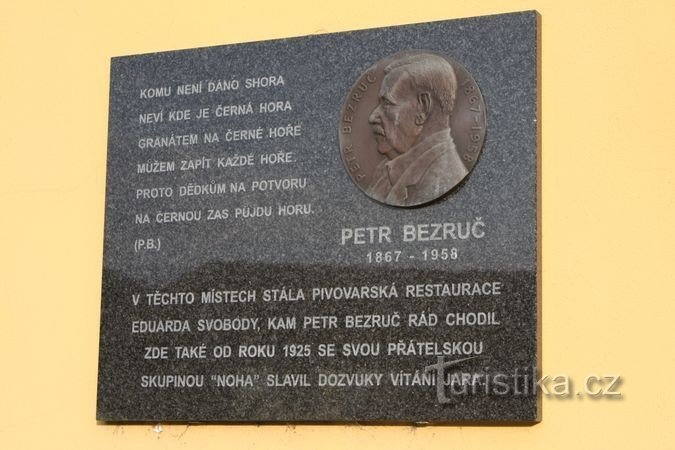 KOMU NENÍ DÁNO SHORA
NEVÍ KDE JE ČERNÁ HORA
GRANÁTEM NA ČERNÉ HOŘE
MŮŽEM ZAPÍT KAŽDÉ HOŘE.
PROTO DĚDKŮM NA POTVORU
NA ČERNOU ZAS PŮJDU HORU.
(P.B.)
PETR BEZRUČ 1867-1958
PETR BEZRUČ
1867 - 1958
V TĚCHTO MÍSTECH STÁLA PIVOVARSKÁ RESTAURACE
EDUARDA SVOBODY, KAM PETR BEZRUČ RÁD CHODIL
ZDE TAKÉ OD ROKU 1925 SE SVOU PŘÁTELSKOU
SKUPINOU "NOHA" SLAVIL DOZVUKY VÍTÁNÍ JARA.
Turistika.cz